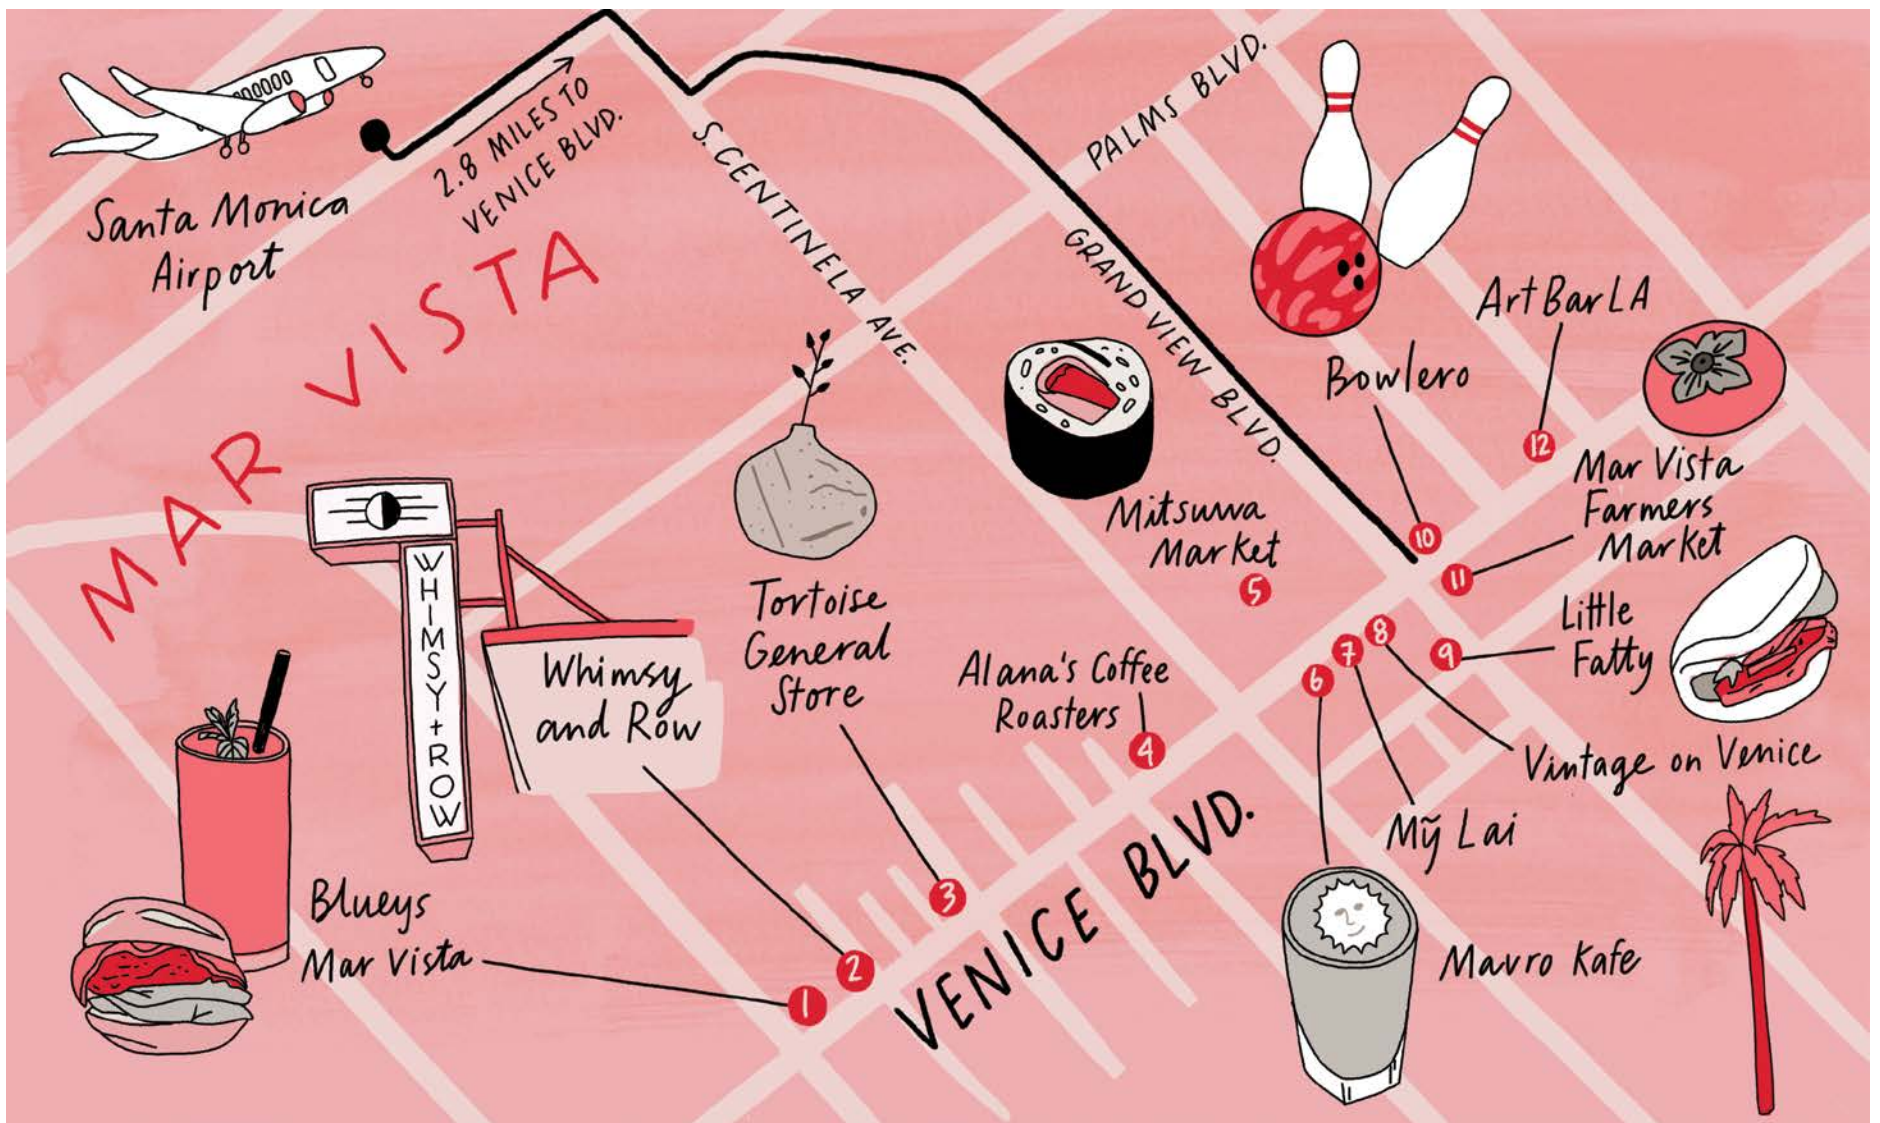 Santa Monica
Airport
2.8 MILES TO
VENICE BLVD.
MAR VISTA
S. CENTINELA AVE.
PALMS BLVD.
GRAND VIEW BLVD.
Bowlero
10
Art Bar LA
12
Mar Vista
Farmers
Market
11
Mitsuwa
Market
5
Little
Fatty
9
WHIMSY+ROW
Whimsy
and Row
2
Tortoise
General
Store
3
Alana's Coffee
Roasters
4
6
7
8
Vintage on Venice
Mỹ Lai
Mavro Kafe
VENICE BLVD.
Blueys
Mar Vista
1